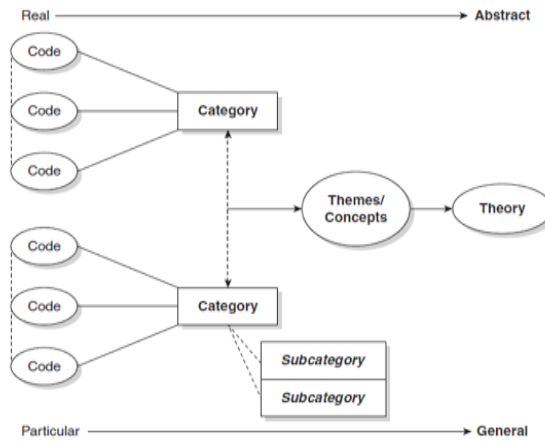 Real
Abstract
Code
Code
Category
Code
Themes/
Concepts
Theory
Code
Code
Category
Code
Subcategory
Subcategory
Particular
General